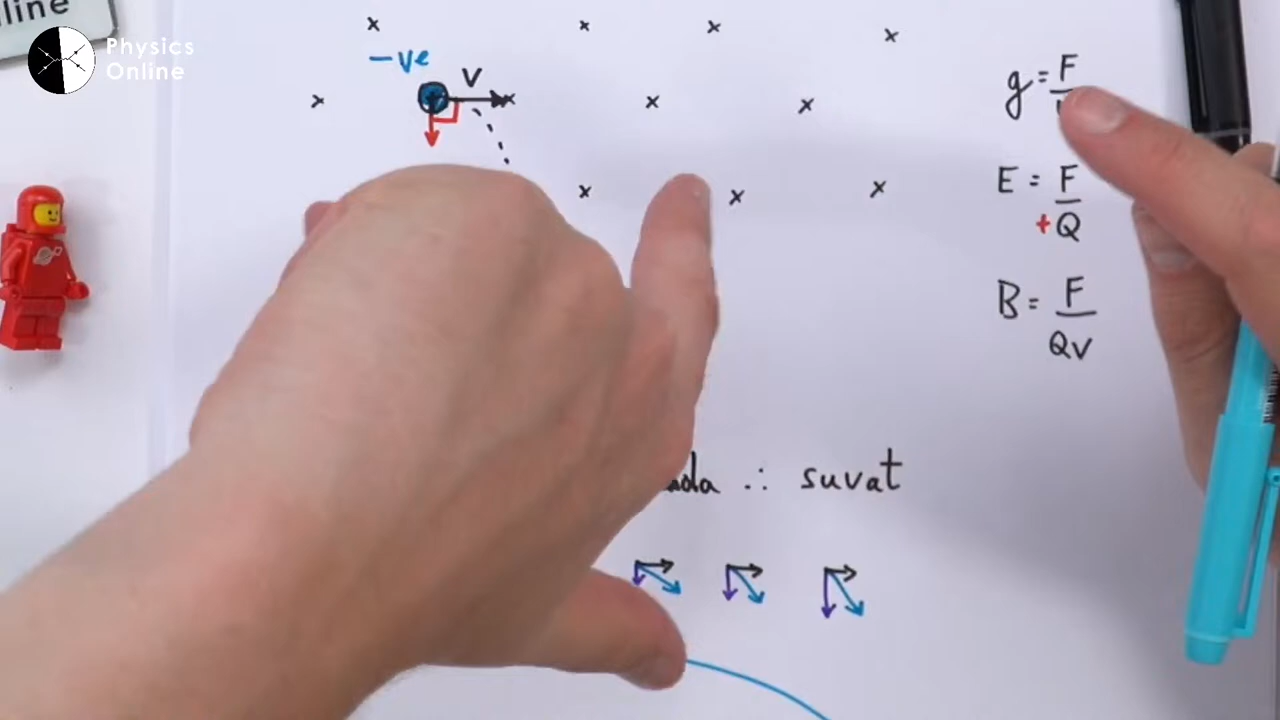 line
Physics
Online
-ve
V
g = F
E = F
+Q
B = F
QV
∴ suvat